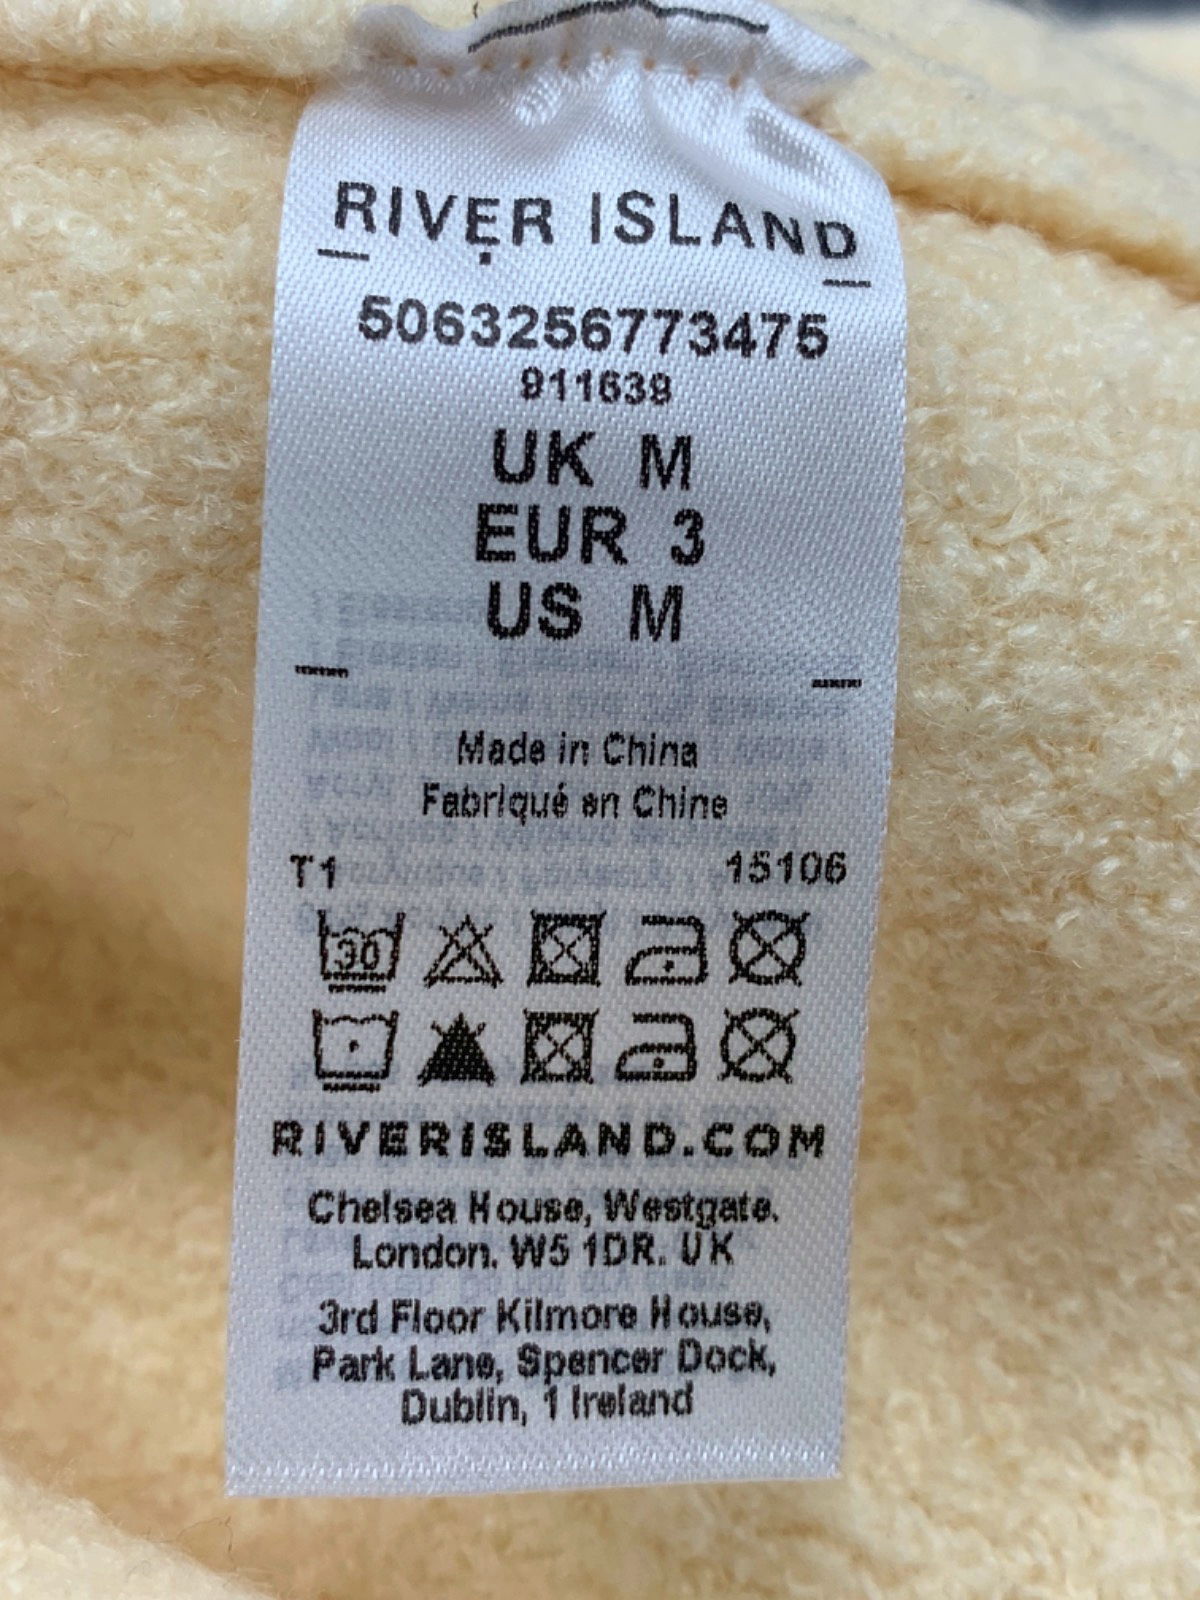 RIVER ISLAND
5063256773475
911639
UK M
EUR 3
US M
Made in China
Fabriqué en Chine
T1 15106
30
RIVERISLAND.COM
Chelsea House, Westgate.
London. W5 1DR. UK
3rd Floor Kilmore House,
Park Lane, Spencer Dock,
Dublin, 1 Ireland